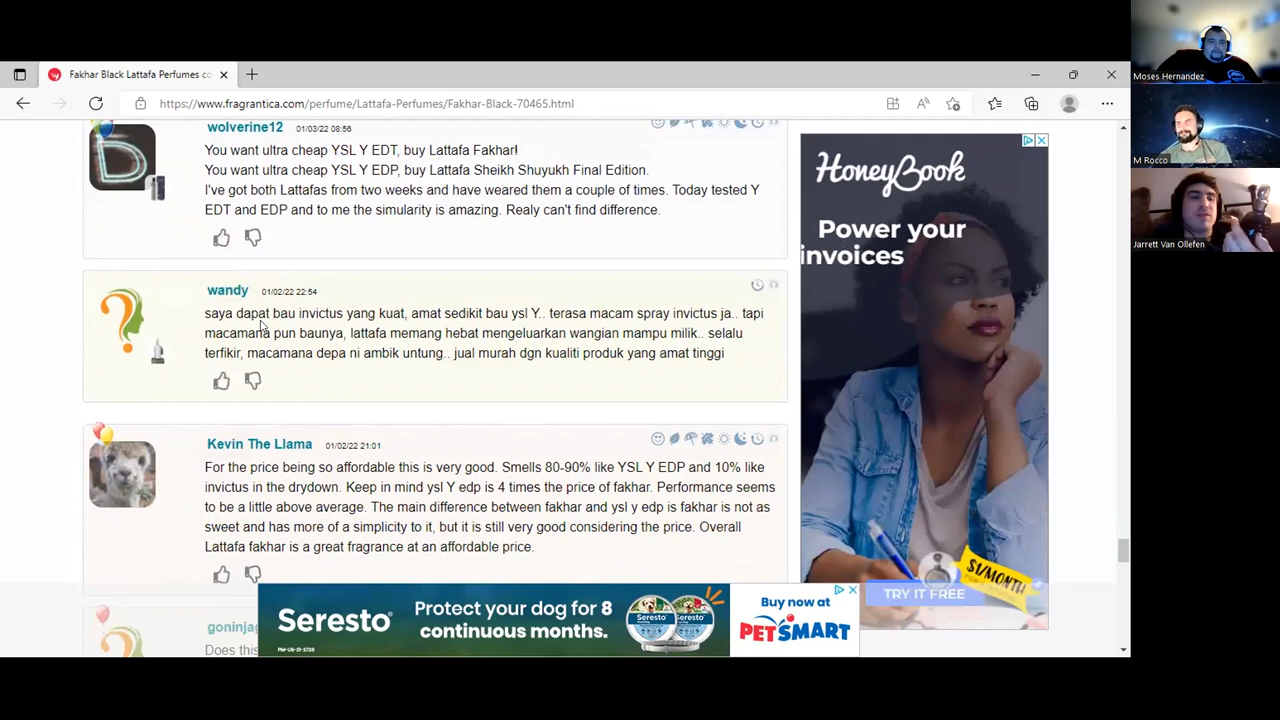 Fakhar Black Lattafa Perfumes co
https://www.fragrantica.com/perfume/Lattafa-Perfumes/Fakhar-Black-70465.html
wolverine12 01/03/22 08:56
You want ultra cheap YSL Y EDT, buy Lattafa Fakhar!
You want ultra cheap YSL Y EDP, buy Lattafa Sheikh Shuyukh Final Edition.
I've got both Lattafas from two weeks and have weared them a couple of times. Today tested Y
EDT and EDP and to me the simularity is amazing. Realy can't find difference.
wandy 01/02/22 22:54
saya dapat bau invictus yang kuat, amat sedikit bau ysl Y.. terasa macam spray invictus ja.. tapi
macamana pun baunya, lattafa memang hebat mengeluarkan wangian mampu milik.. selalu
terfikir, macamana depa ni ambik untung.. jual murah dgn kualiti produk yang amat tinggi
Kevin The Llama 01/02/22 21:01
For the price being so affordable this is very good. Smells 80-90% like YSL Y EDP and 10% like
invictus in the drydown. Keep in mind ysl Y edp is 4 times the price of fakhar. Performance seems
to be a little above average. The main difference between fakhar and ysl y edp is fakhar is not as
sweet and has more of a simplicity to it, but it is still very good considering the price. Overall
Lattafa fakhar is a great fragrance at an affordable price.
goninjag
Does this
HoneyBook
Power your
invoices
$1/MONTH
TRY IT FREE
Seresto
Protect your dog for 8
continuous months.
Seresto
Seresto
Buy now at
PETSMART
Moses Hernandez
M Rocco
Jarrett Van Ollefen